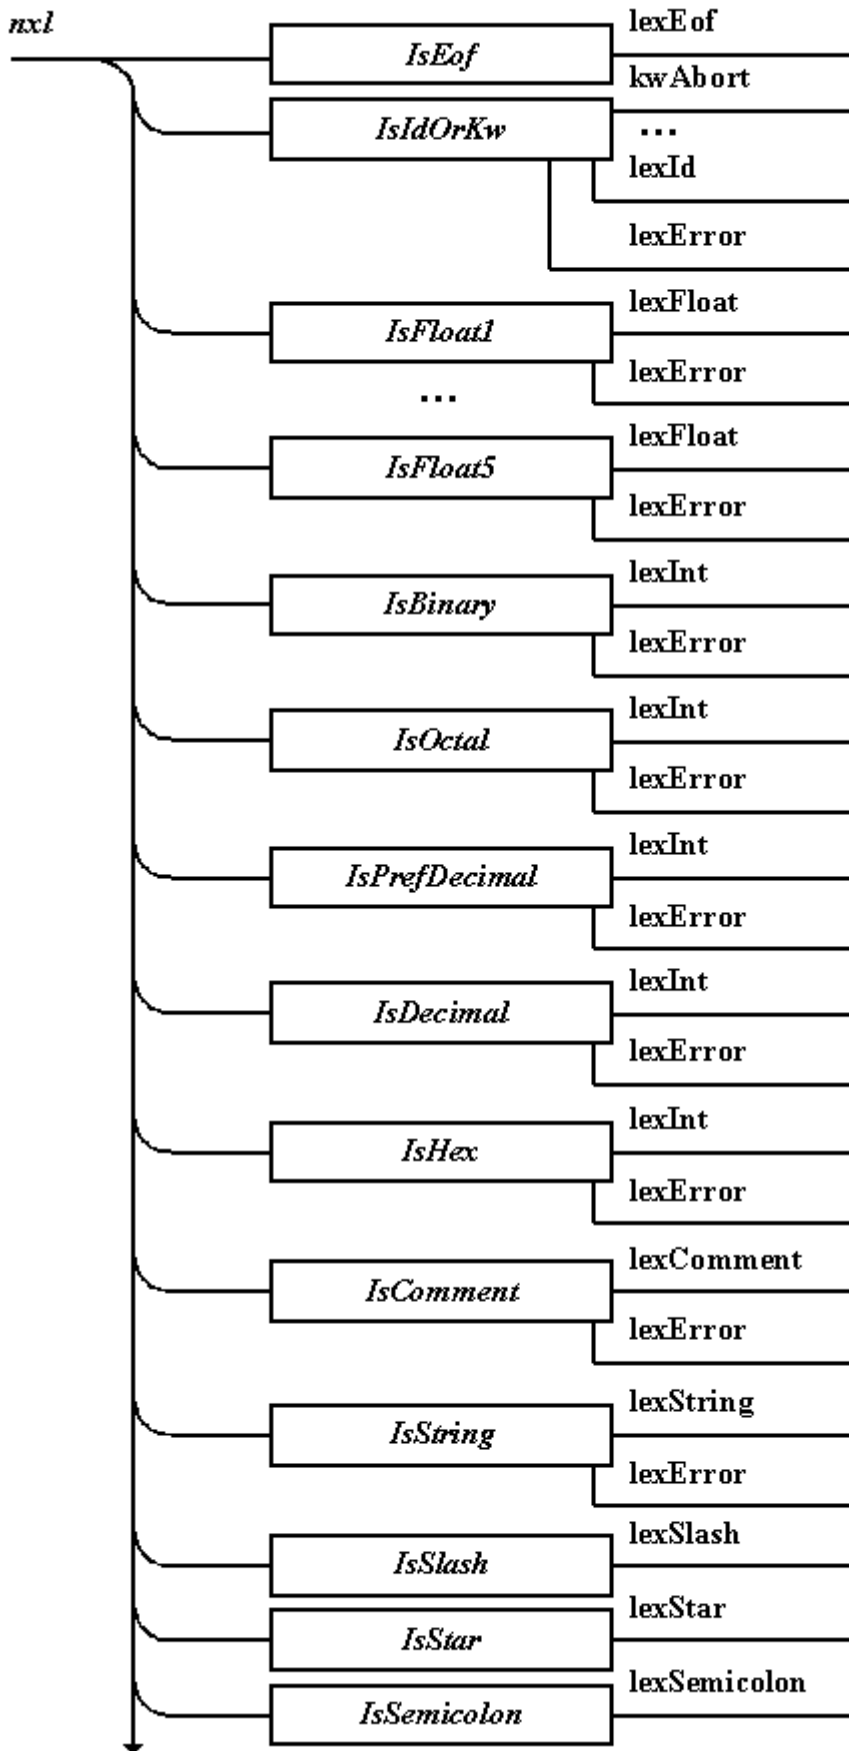 nxl
lexEof
IsEof
kwAbort
IsIdOrKw
...
lexId
lexError
lexFloat
IsFloat1
lexError
...
lexFloat
IsFloat5
lexError
lexInt
IsBinary
lexError
lexInt
IsOctal
lexError
lexInt
IsPrefDecimal
lexError
lexInt
IsDecimal
lexError
lexInt
IsHex
lexError
lexComment
IsComment
lexError
lexString
IsString
lexError
lexSlash
IsSlash
lexStar
IsStar
lexSemicolon
IsSemicolon